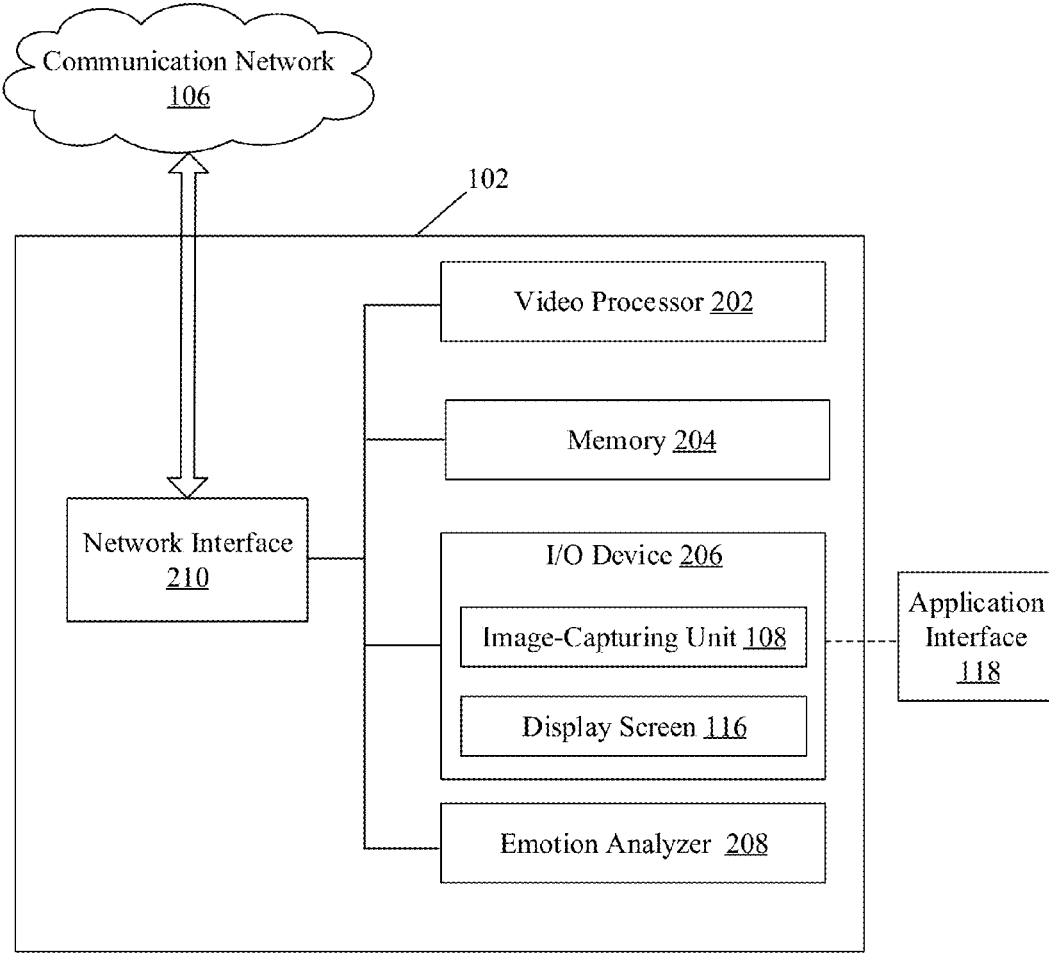 Communication Network
106
102
Video Processor 202
Memory 204
Network Interface
210
I/O Device 206
Image-Capturing Unit 108
Display Screen 116
Application
Interface
118
Emotion Analyzer 208